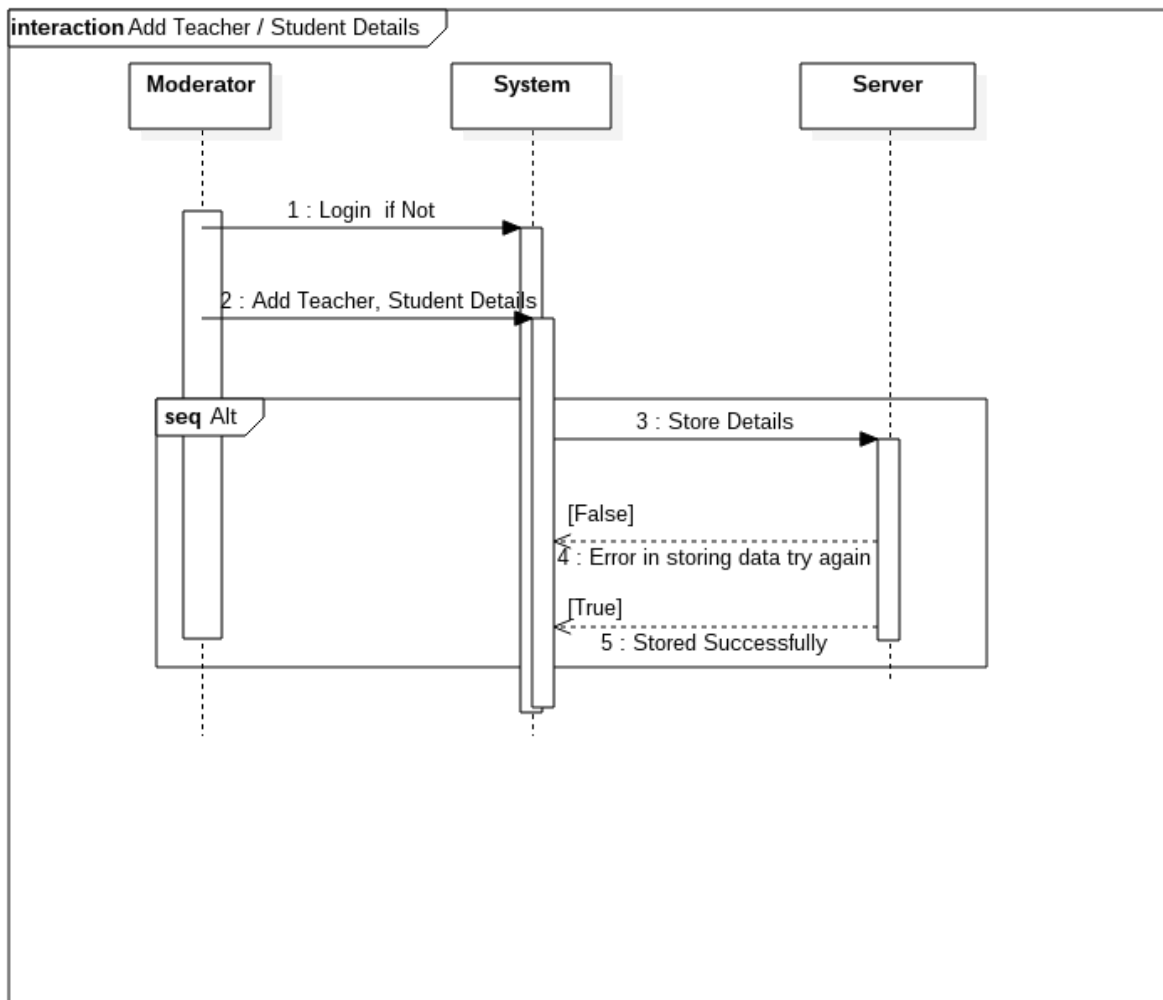 interaction Add Teacher / Student Details
Moderator
System
Server
1 : Login  if Not
2 : Add Teacher, Student Details
seq Alt
3 : Store Details
[False]
4 : Error in storing data try again
[True]
5 : Stored Successfully